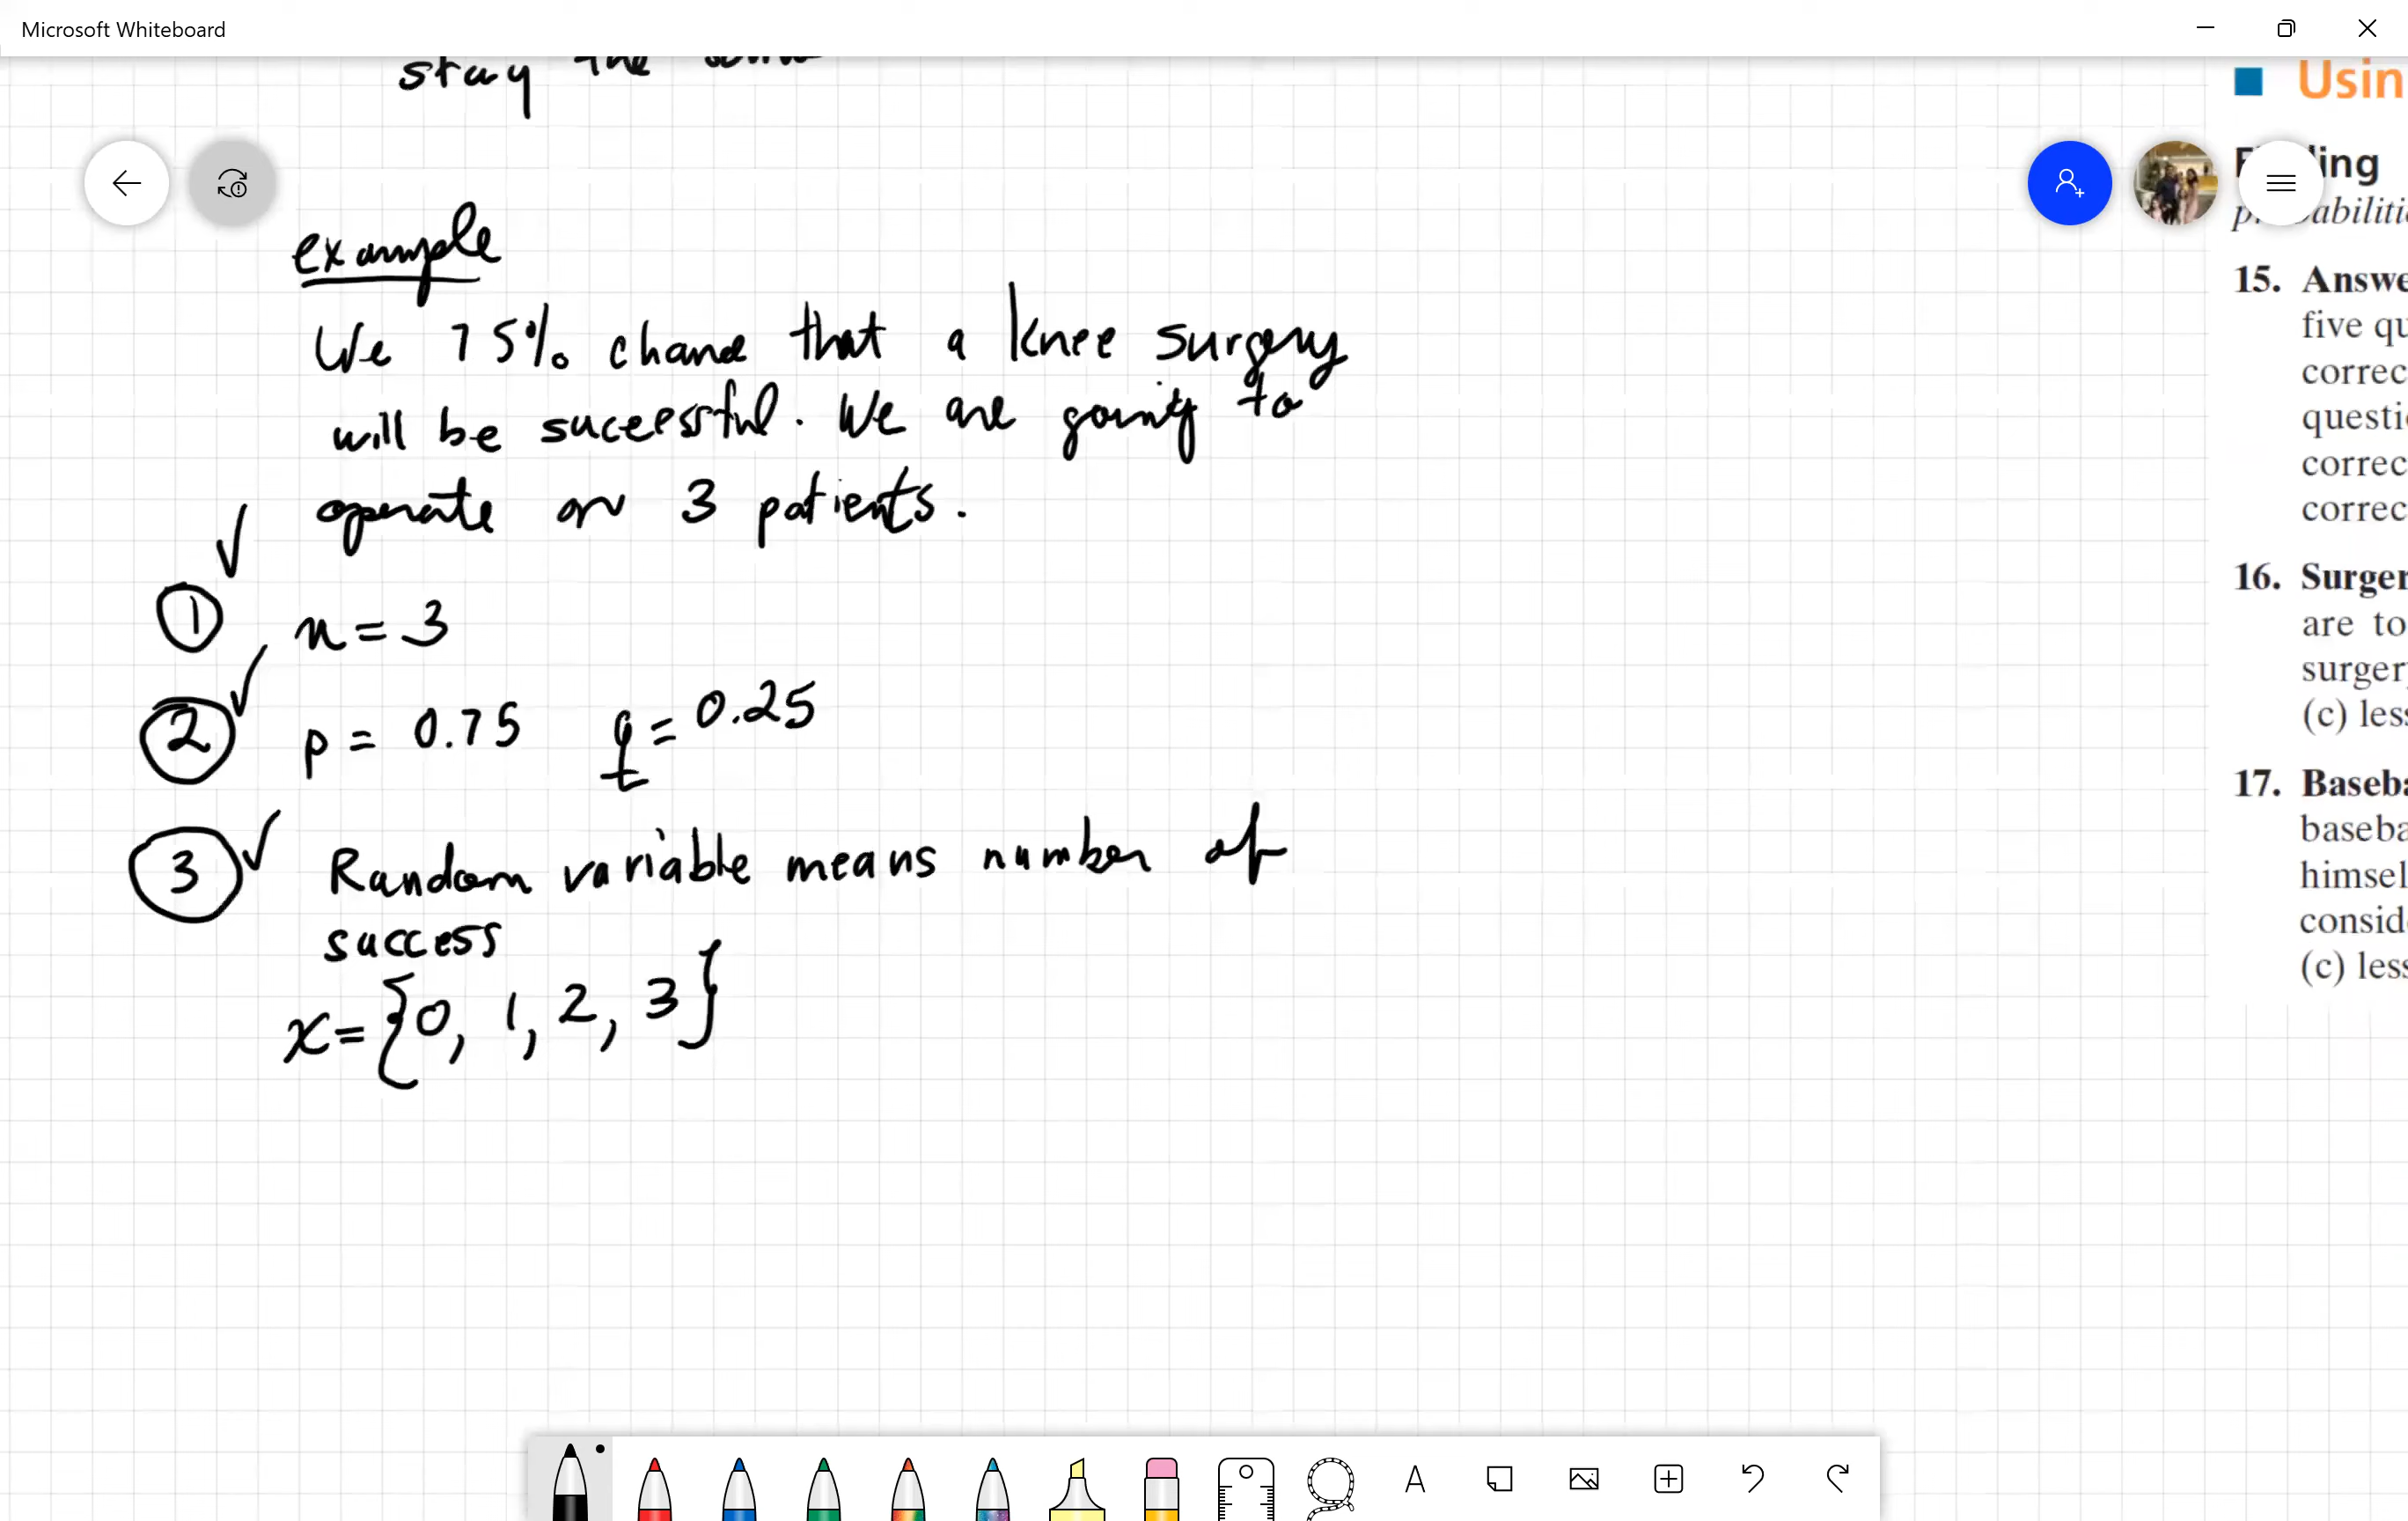 Microsoft Whiteboard
stay the
example
We 75% chance that a knee surgery
will be sucessful. We are going to
operate on 3 patients.
① n = 3
② p = 0.75 q = 0.25
③ Random variable means number of
success
x = {0, 1, 2, 3}
Usin
15. Answe
five qu
correc
questi
correc
correc
16. Surger
are to
surger
(c) less
17. Baseba
baseba
himsel
consid
(c) less